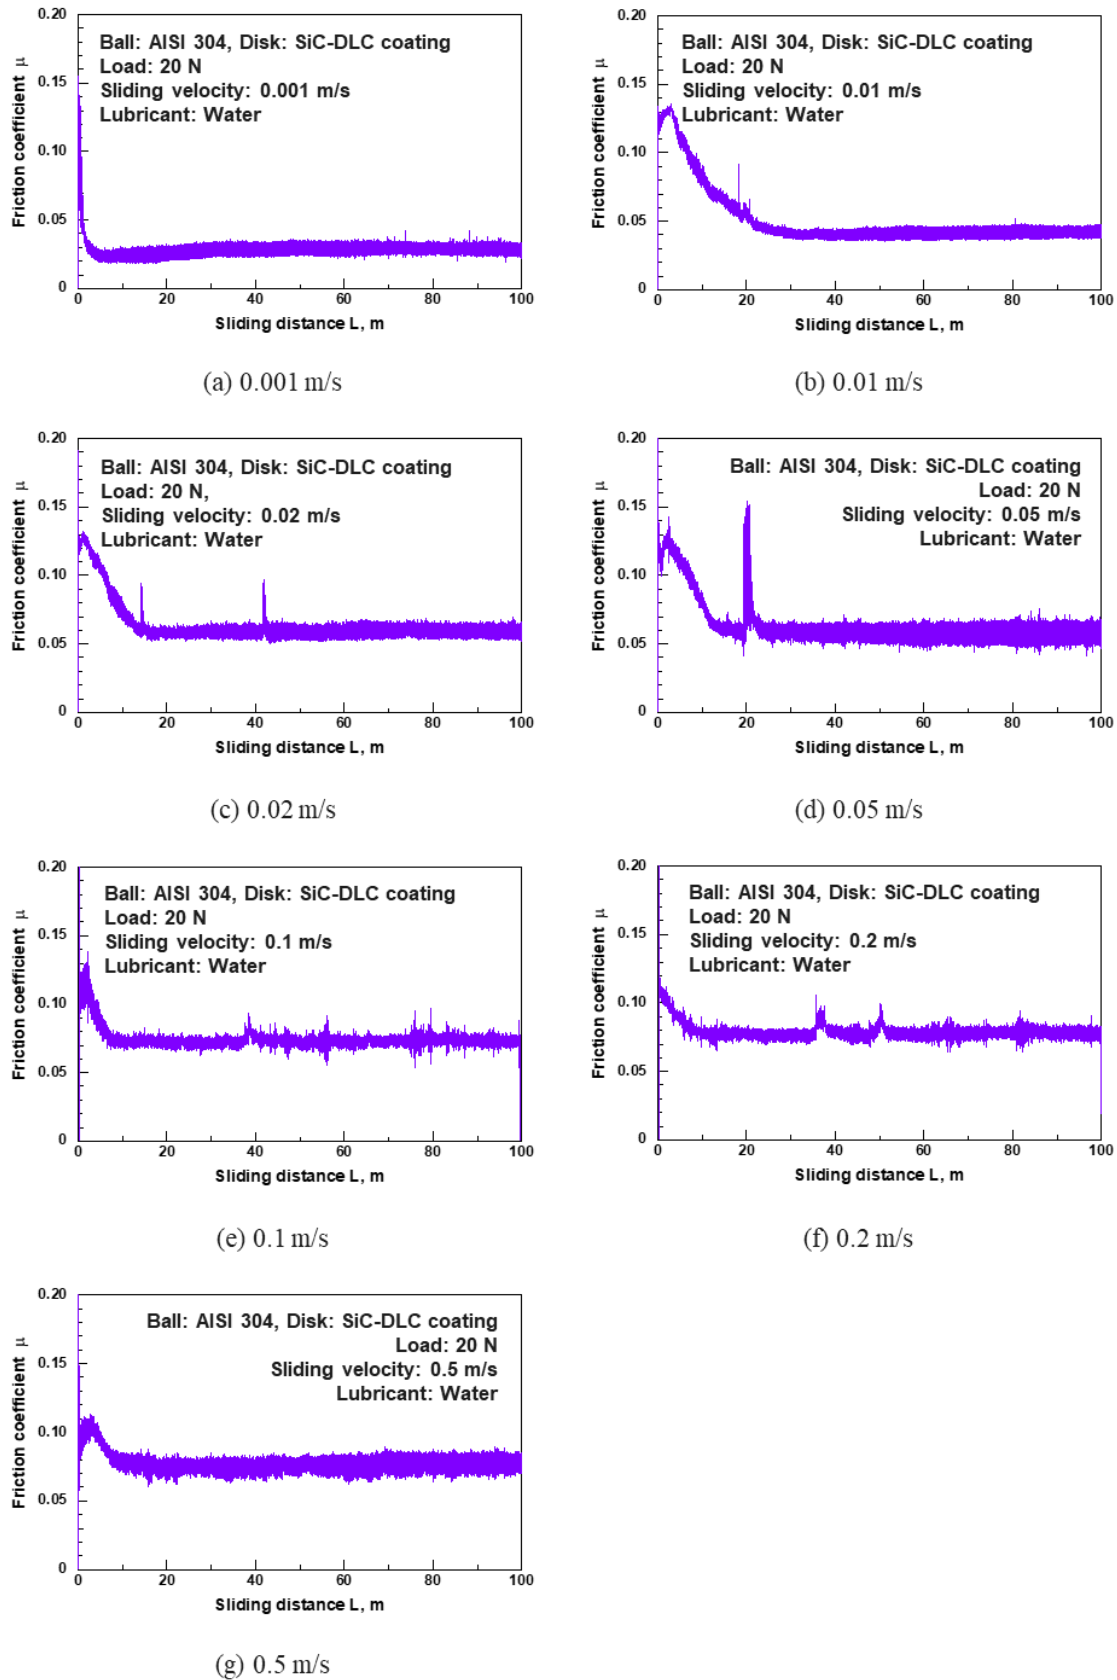 0.20
0.15
0.10
0.05
0
Friction coefficient μ
Ball: AISI 304, Disk: SiC-DLC coating
Load: 20 N
Sliding velocity: 0.001 m/s
Lubricant: Water
0 20 40 60 80 100
Sliding distance L, m
(a) 0.001 m/s
0.20
0.15
0.10
0.05
0
Friction coefficient μ
Ball: AISI 304, Disk: SiC-DLC coating
Load: 20 N
Sliding velocity: 0.01 m/s
Lubricant: Water
0 20 40 60 80 100
Sliding distance L, m
(b) 0.01 m/s
0.20
0.15
0.10
0.05
0
Friction coefficient μ
Ball: AISI 304, Disk: SiC-DLC coating
Load: 20 N,
Sliding velocity: 0.02 m/s
Lubricant: Water
0 20 40 60 80 100
Sliding distance L, m
(c) 0.02 m/s
0.20
0.15
0.10
0.05
0
Friction coefficient μ
Ball: AISI 304, Disk: SiC-DLC coating
Load: 20 N
Sliding velocity: 0.05 m/s
Lubricant: Water
0 20 40 60 80 100
Sliding distance L, m
(d) 0.05 m/s
0.20
0.15
0.10
0.05
0
Friction coefficient μ
Ball: AISI 304, Disk: SiC-DLC coating
Load: 20 N
Sliding velocity: 0.1 m/s
Lubricant: Water
0 20 40 60 80 100
Sliding distance L, m
(e) 0.1 m/s
0.20
0.15
0.10
0.05
0
Friction coefficient μ
Ball: AISI 304, Disk: SiC-DLC coating
Load: 20 N
Sliding velocity: 0.2 m/s
Lubricant: Water
0 20 40 60 80 100
Sliding distance L, m
(f) 0.2 m/s
0.20
0.15
0.10
0.05
0
Friction coefficient μ
Ball: AISI 304, Disk: SiC-DLC coating
Load: 20 N
Sliding velocity: 0.5 m/s
Lubricant: Water
0 20 40 60 80 100
Sliding distance L, m
(g) 0.5 m/s